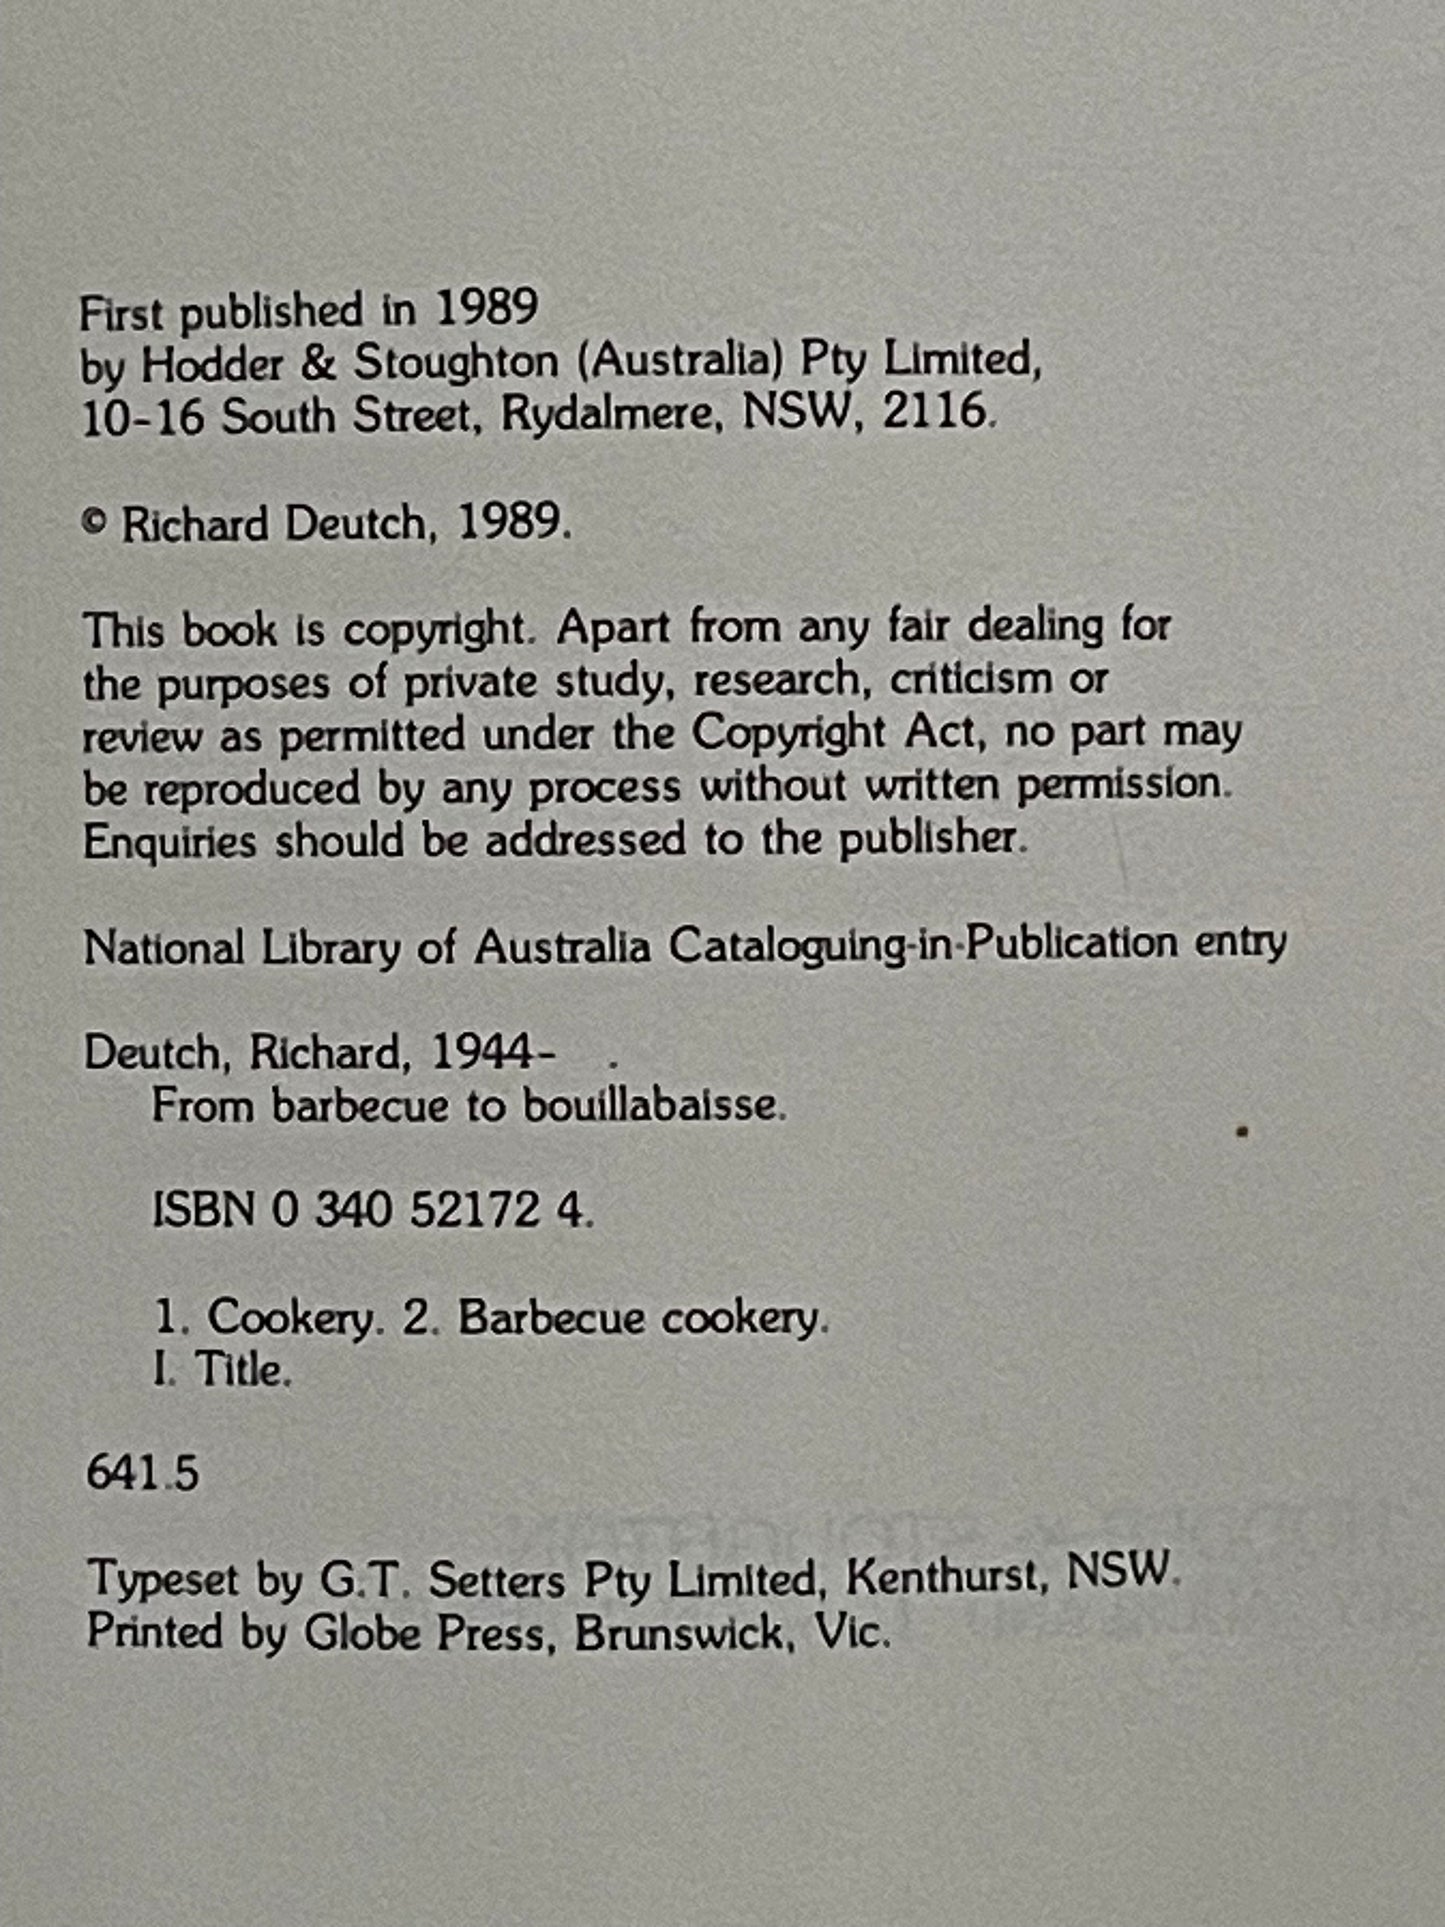 First published in 1989
by Hodder & Stoughton (Australia) Pty Limited,
10-16 South Street, Rydalmere, NSW, 2116.
© Richard Deutch, 1989.
This book is copyright. Apart from any fair dealing for
the purposes of private study, research, criticism or
review as permitted under the Copyright Act, no part may
be reproduced by any process without written permission.
Enquiries should be addressed to the publisher.
National Library of Australia Cataloguing-in-Publication entry
Deutch, Richard, 1944- .
From barbecue to bouillabaisse.
ISBN 0 340 52172 4.
1. Cookery. 2. Barbecue cookery.
I. Title.
641.5
Typeset by G.T. Setters Pty Limited, Kenthurst, NSW.
Printed by Globe Press, Brunswick, Vic.